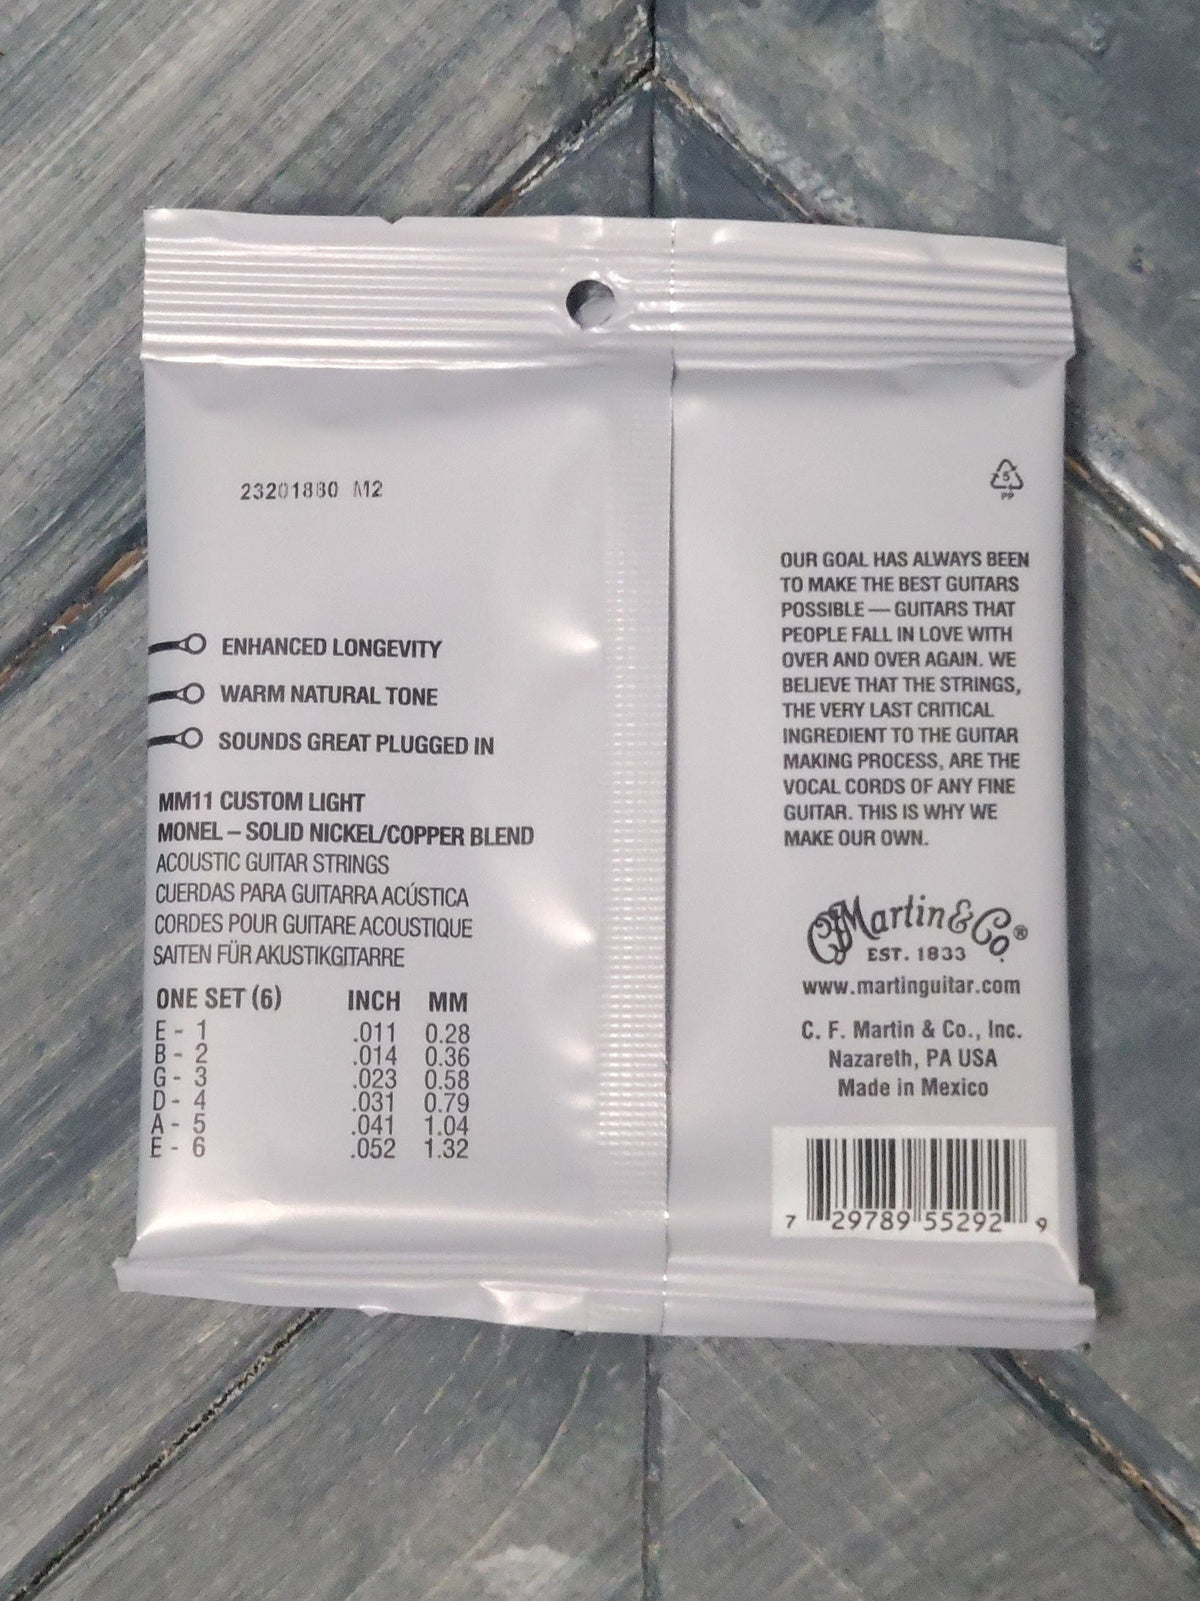 23201880 M2
ENHANCED LONGEVITY
WARM NATURAL TONE
SOUNDS GREAT PLUGGED IN
MM11 CUSTOM LIGHT
MONEL – SOLID NICKEL/COPPER BLEND
ACOUSTIC GUITAR STRINGS
CUERDAS PARA GUITARRA ACÚSTICA
CORDES POUR GUITARE ACOUSTIQUE
SAITEN FÜR AKUSTIKGITARRE
ONE SET (6) INCH MM
E - 1 .011 0.28
B - 2 .014 0.36
G - 3 .023 0.58
D - 4 .031 0.79
A - 5 .041 1.04
E - 6 .052 1.32
5
PP
OUR GOAL HAS ALWAYS BEEN
TO MAKE THE BEST GUITARS
POSSIBLE — GUITARS THAT
PEOPLE FALL IN LOVE WITH
OVER AND OVER AGAIN. WE
BELIEVE THAT THE STRINGS,
THE VERY LAST CRITICAL
INGREDIENT TO THE GUITAR
MAKING PROCESS, ARE THE
VOCAL CORDS OF ANY FINE
GUITAR. THIS IS WHY WE
MAKE OUR OWN.
CF Martin & Co.®
EST. 1833
www.martinguitar.com
C. F. Martin & Co., Inc.
Nazareth, PA USA
Made in Mexico
7 29789 55292 9